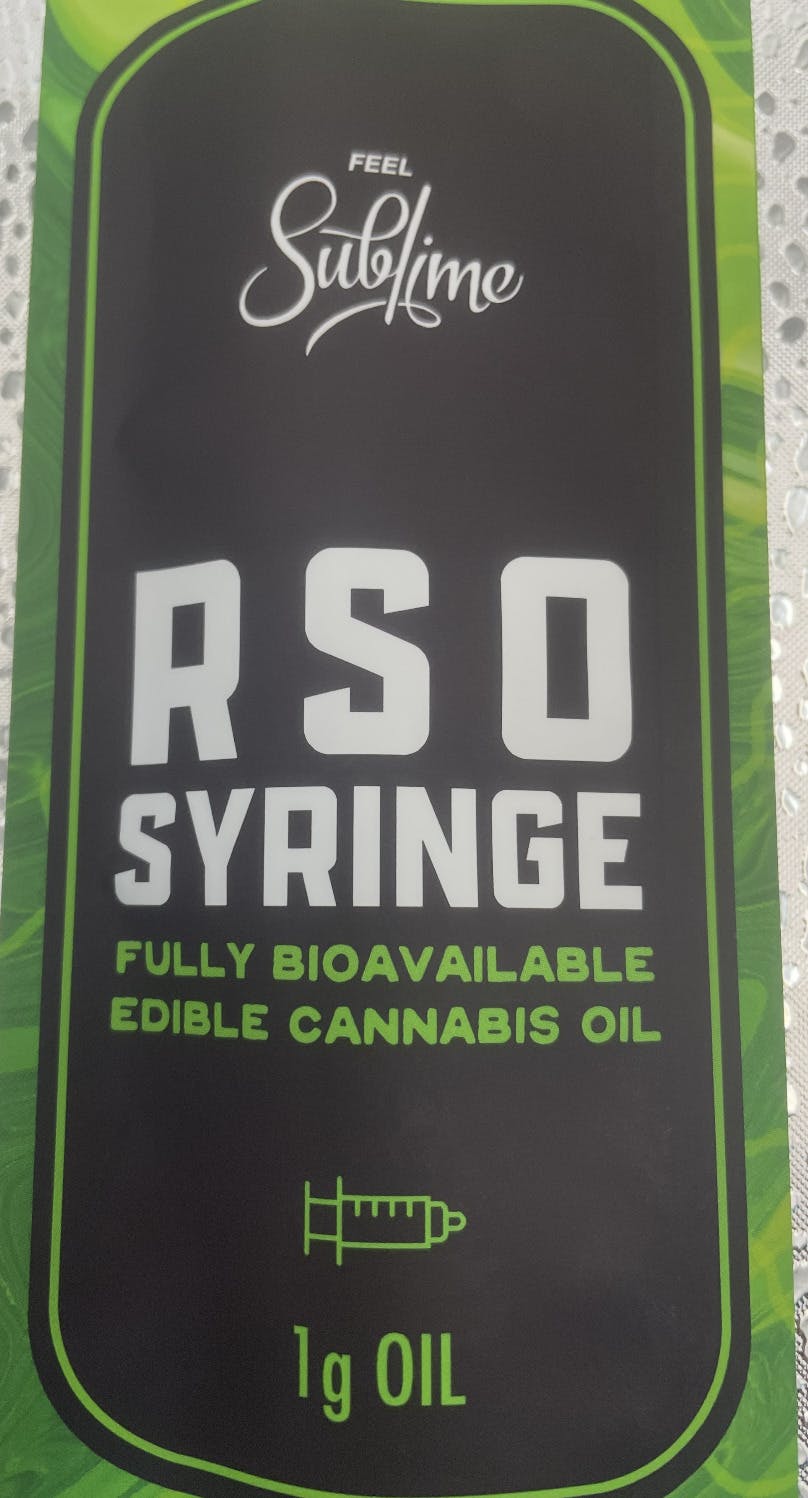 FEEL
Sublime
RSO
SYRINGE
FULLY BIOAVAILABLE
EDIBLE CANNABIS OIL
1g OIL